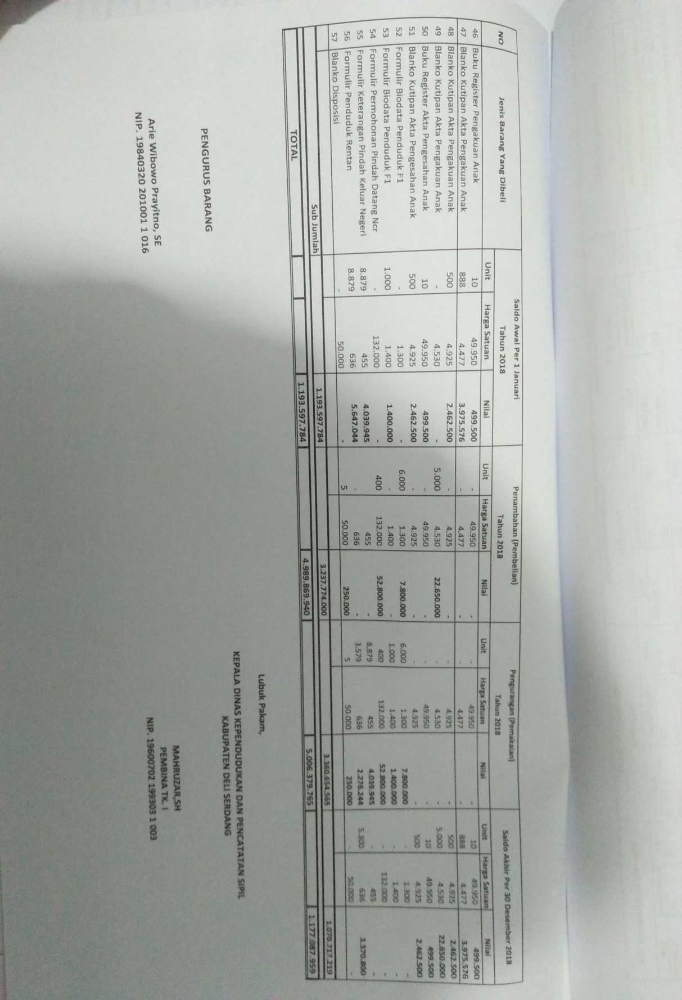 NO Jenis Barang Yang Dibeli Saldo Awal Per 1 Januari Tahun 2018 Penambahan (Pembelian) Tahun 2018 Pengurangan (Pemakaian) Tahun 2018 Saldo Akhir Per 30 Desember 2018
Unit Harga Satuan Nilai Unit Harga Satuan Nilai Unit Harga Satuan Nilai Unit Harga Satuan Nilai
46 Buku Register Pengakuan Anak 10 49.950 499.500 - 49.950 - - 49.950 - 10 49.950 499.500
47 Blanko Kutipan Akta Pengakuan Anak 888 4.477 3.975.576 - 4.477 - - 4.477 - 888 4.477 3.975.576
48 Blanko Kutipan Akta Pengakuan Anak 500 4.925 2.462.500 - 4.925 - - 4.925 - 500 4.925 2.462.500
49 Blanko Kutipan Akta Pengakuan Anak - 4.530 - 5.000 4.530 22.650.000 - 4.530 - 5.000 4.530 22.650.000
50 Buku Register Akta Pengesahan Anak 10 49.950 499.500 - 49.950 - - 49.950 - 10 49.950 499.500
51 Blanko Kutipan Akta Pengesahan Anak 500 4.925 2.462.500 - 4.925 - - 4.925 - 500 4.925 2.462.500
52 Formulir Biodata Penduduk F1 - 1.300 - 6.000 1.300 7.800.000 6.000 1.300 7.800.000 - 1.300 -
53 Formulir Biodata Penduduk F1 1.000 1.400 1.400.000 - 1.400 - 1.000 1.400 1.400.000 - 1.400 -
54 Formulir Permohonan Pindah Datang Ncr - 132.000 - 400 132.000 52.800.000 400 132.000 52.800.000 - 132.000 -
55 Formulir Keterangan Pindah Keluar Negeri 8.879 455 4.039.945 455 - 8.879 455 4.039.945 - 455 -
56 Formulir Penduduk Rentan 8.879 636 5.647.044 - 636 - 3.579 636 2.276.244 5.300 636 3.370.800
57 Blanko Disposisi - 50.000 - 5 50.000 250.000 5 50.000 250.000 - 50.000 -
Sub Jumlah 1.193.597.784 3.237.774.000 3.360.654.565 1.070.717.219
TOTAL 1.193.597.784 4.989.869.940 5.006.379.765 1.177.087.959
Lubuk Pakam,
KEPALA DINAS KEPENDUDUKAN DAN PENCATATAN SIPIL
KABUPATEN DELI SERDANG
PENGURUS BARANG
MAHRUZAR,SH
PEMBINA TK. I
NIP. 19600702 199303 1 003
Arie Wibowo Prayitno, SE
NIP. 19840320 201001 1 016